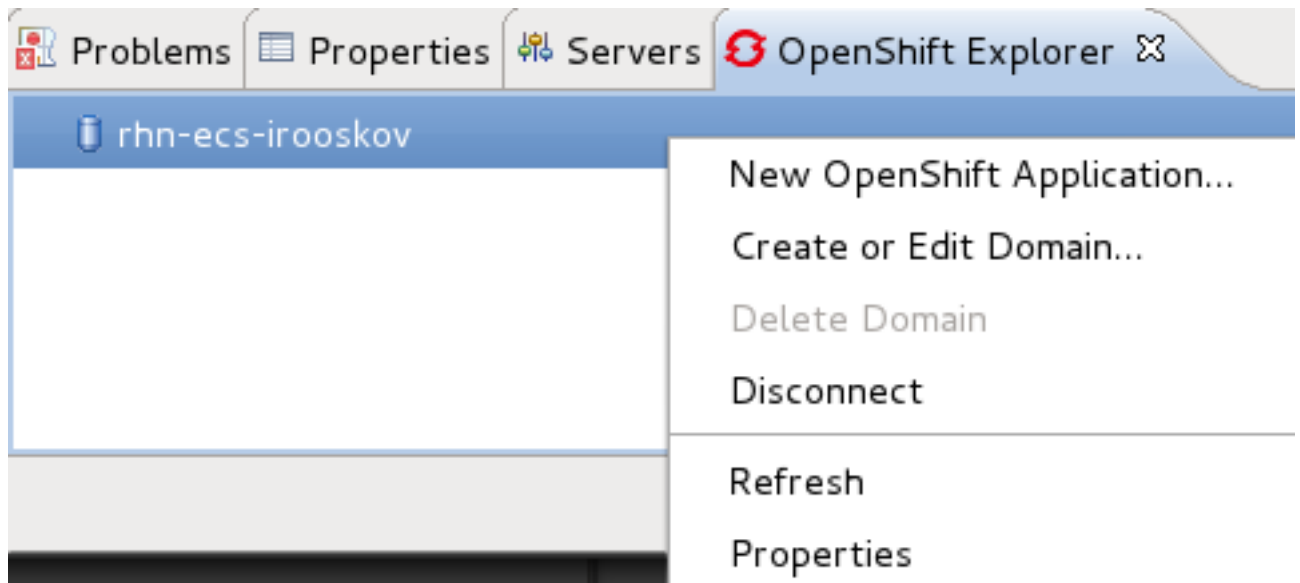 Problems Properties Servers OpenShift Explorer
rhn-ecs-irooskov
New OpenShift Application...
Create or Edit Domain...
Delete Domain
Disconnect
Refresh
Properties